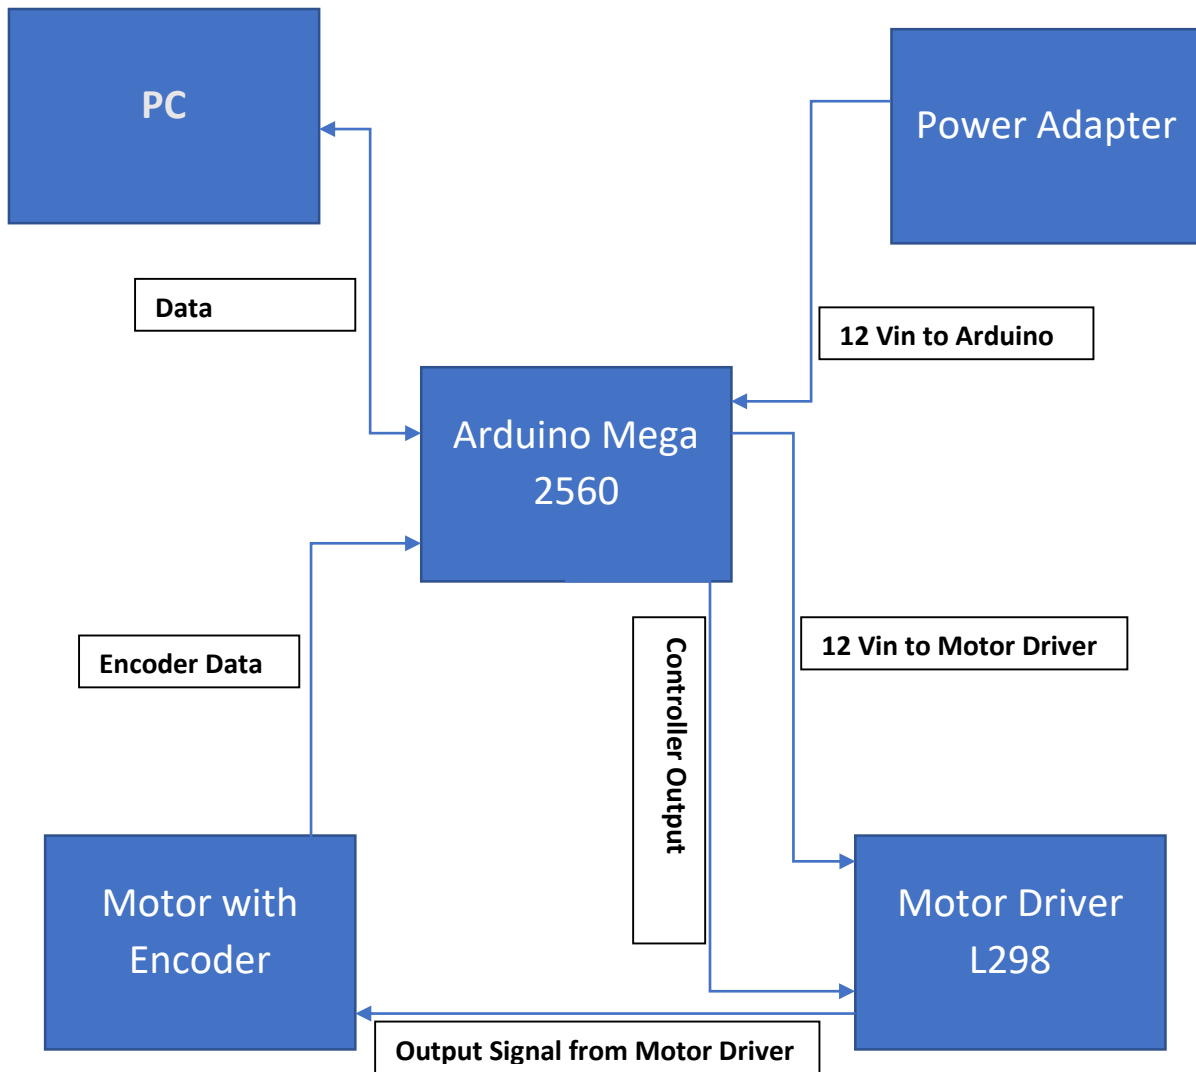 PC
Power Adapter
Data
12 Vin to Arduino
Arduino Mega
2560
Encoder Data
Controller Output
12 Vin to Motor Driver
Motor with
Encoder
Motor Driver
L298
Output Signal from Motor Driver